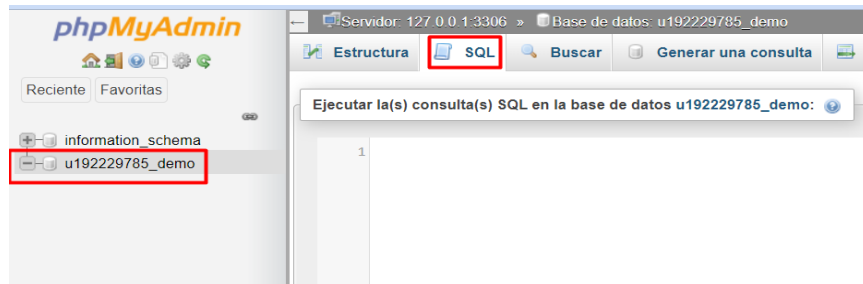 phpMyAdmin
Reciente Favoritas
information_schema
u192229785_demo
Servidor: 127.0.0.1:3306 » Base de datos: u192229785_demo
Estructura SQL Buscar Generar una consulta
Ejecutar la(s) consulta(s) SQL en la base de datos u192229785_demo:
1